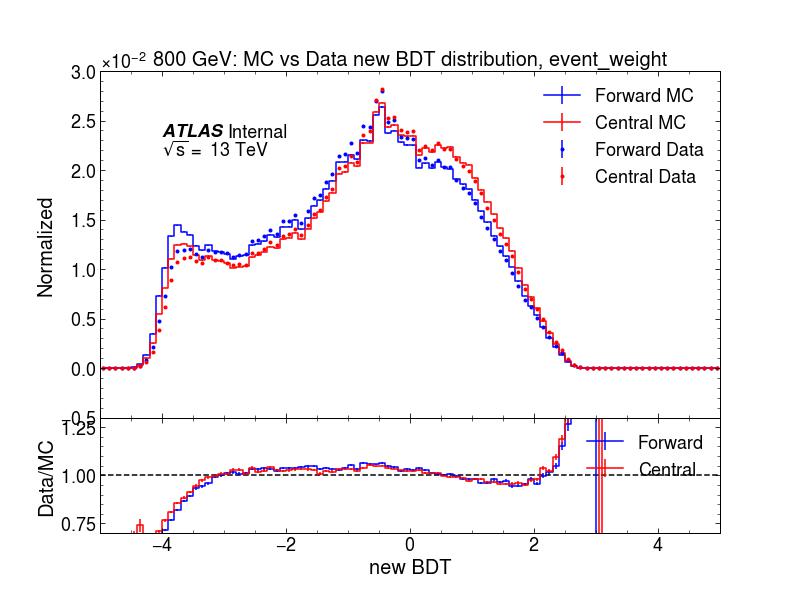 ×10⁻² 800 GeV: MC vs Data new BDT distribution, event_weight
3.0
2.5
2.0
1.5
1.0
0.5
0.0
0.5
Normalized
ATLAS Internal
√s = 13 TeV
Forward MC
Central MC
Forward Data
Central Data
1.25
1.00
0.75
Data/MC
Forward
Central
−4 −2 0 2 4
new BDT